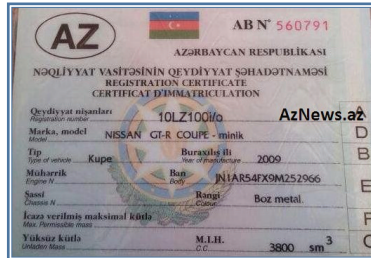 AZ
AB N° 560791
AZƏRBAYCAN RESPUBLİKASI
NƏQLİYYAT VASİTƏSİNİN QEYDİYYAT ŞƏHADƏTNAMƏSİ
REGISTRATION CERTIFICATE
CERTIFICAT D'IMMATRICULATION
Qeydiyyat nişanları
Registration number
10LZ100i/o
AzNews.az
A
Marka, model NISSAN GT-R COUPE - minik
Model
D
Tip Kupe Buraxılış ili 2009
Type of vehicle Year of manufacture
B
Mühərrik Ban JN1AR54FX9M252966
Engine N Body
E
Şassi Rəngi Boz metal
Chassis N Colour
İcazə verilmiş maksimal kütlə
Max. Permissible mass
F
Yüksüz kütlə M.İ.H. 3800 sm³
Unladen Mass C.C.